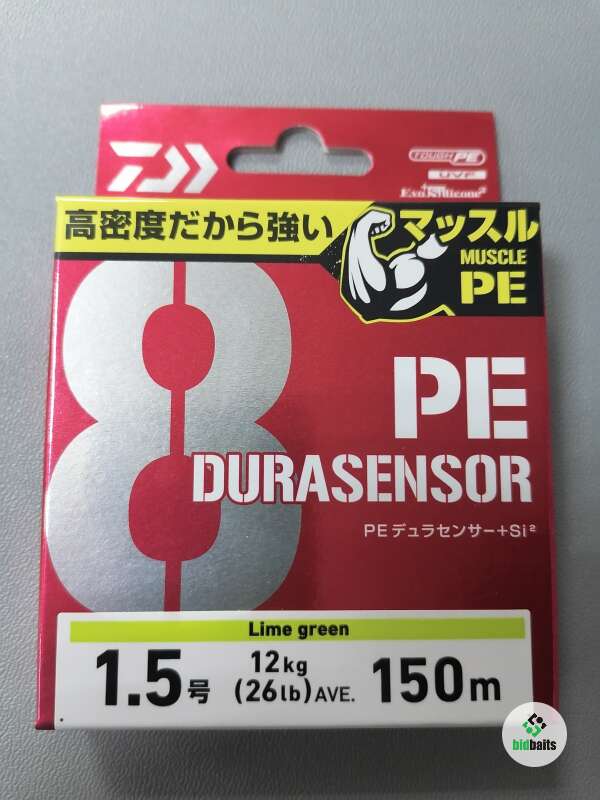 TOUGH PE
UVF
Evo Silicone²
高密度だから強い
マッスル
MUSCLE
PE
8
PE
DURASENSOR
PEデュラセンサー+Si²
Lime green
1.5号 12kg (26lb) AVE. 150m
bidbaits